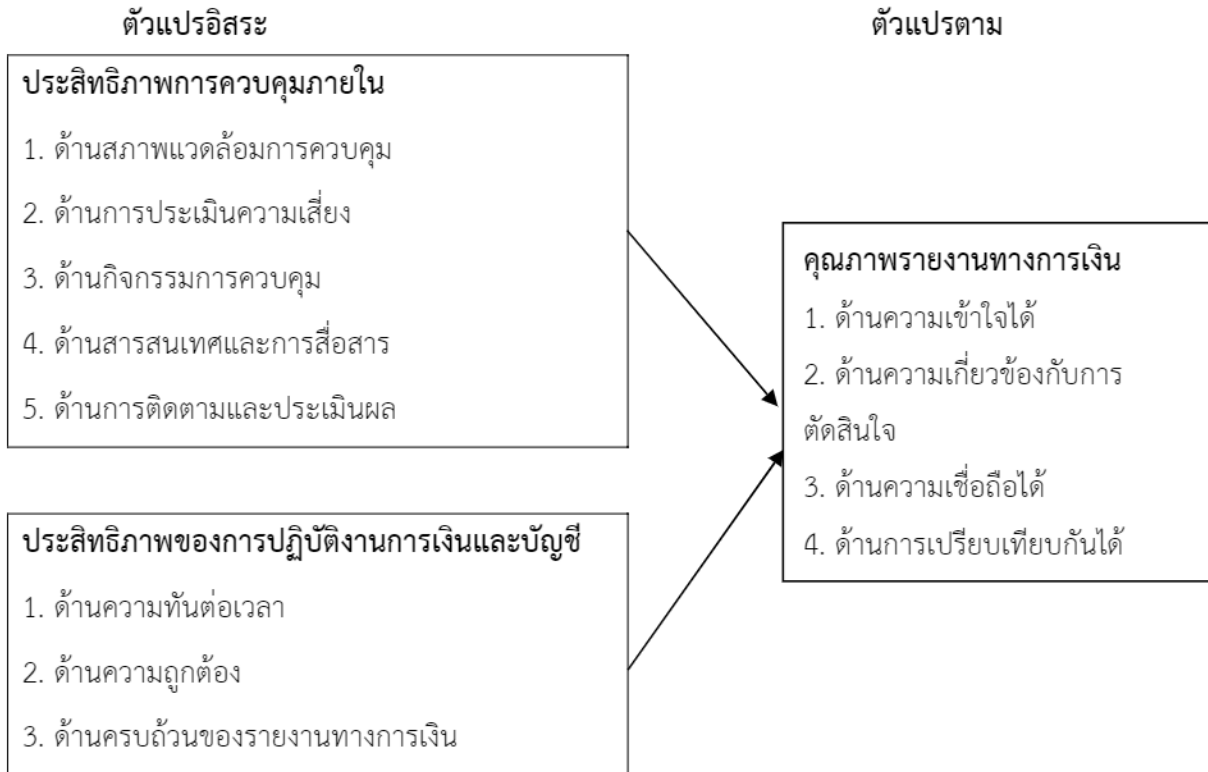 ตัวแปรอิสระ
ตัวแปรตาม
ประสิทธิภาพการควบคุมภายใน
1. ด้านสภาพแวดล้อมการควบคุม
2. ด้านการประเมินความเสี่ยง
3. ด้านกิจกรรมการควบคุม
4. ด้านสารสนเทศและการสื่อสาร
5. ด้านการติดตามและประเมินผล
ประสิทธิภาพของการปฏิบัติงานการเงินและบัญชี
1. ด้านความทันต่อเวลา
2. ด้านความถูกต้อง
3. ด้านครบถ้วนของรายงานทางการเงิน
คุณภาพรายงานทางการเงิน
1. ด้านความเข้าใจได้
2. ด้านความเกี่ยวข้องกับการ
ตัดสินใจ
3. ด้านความเชื่อถือได้
4. ด้านการเปรียบเทียบกันได้